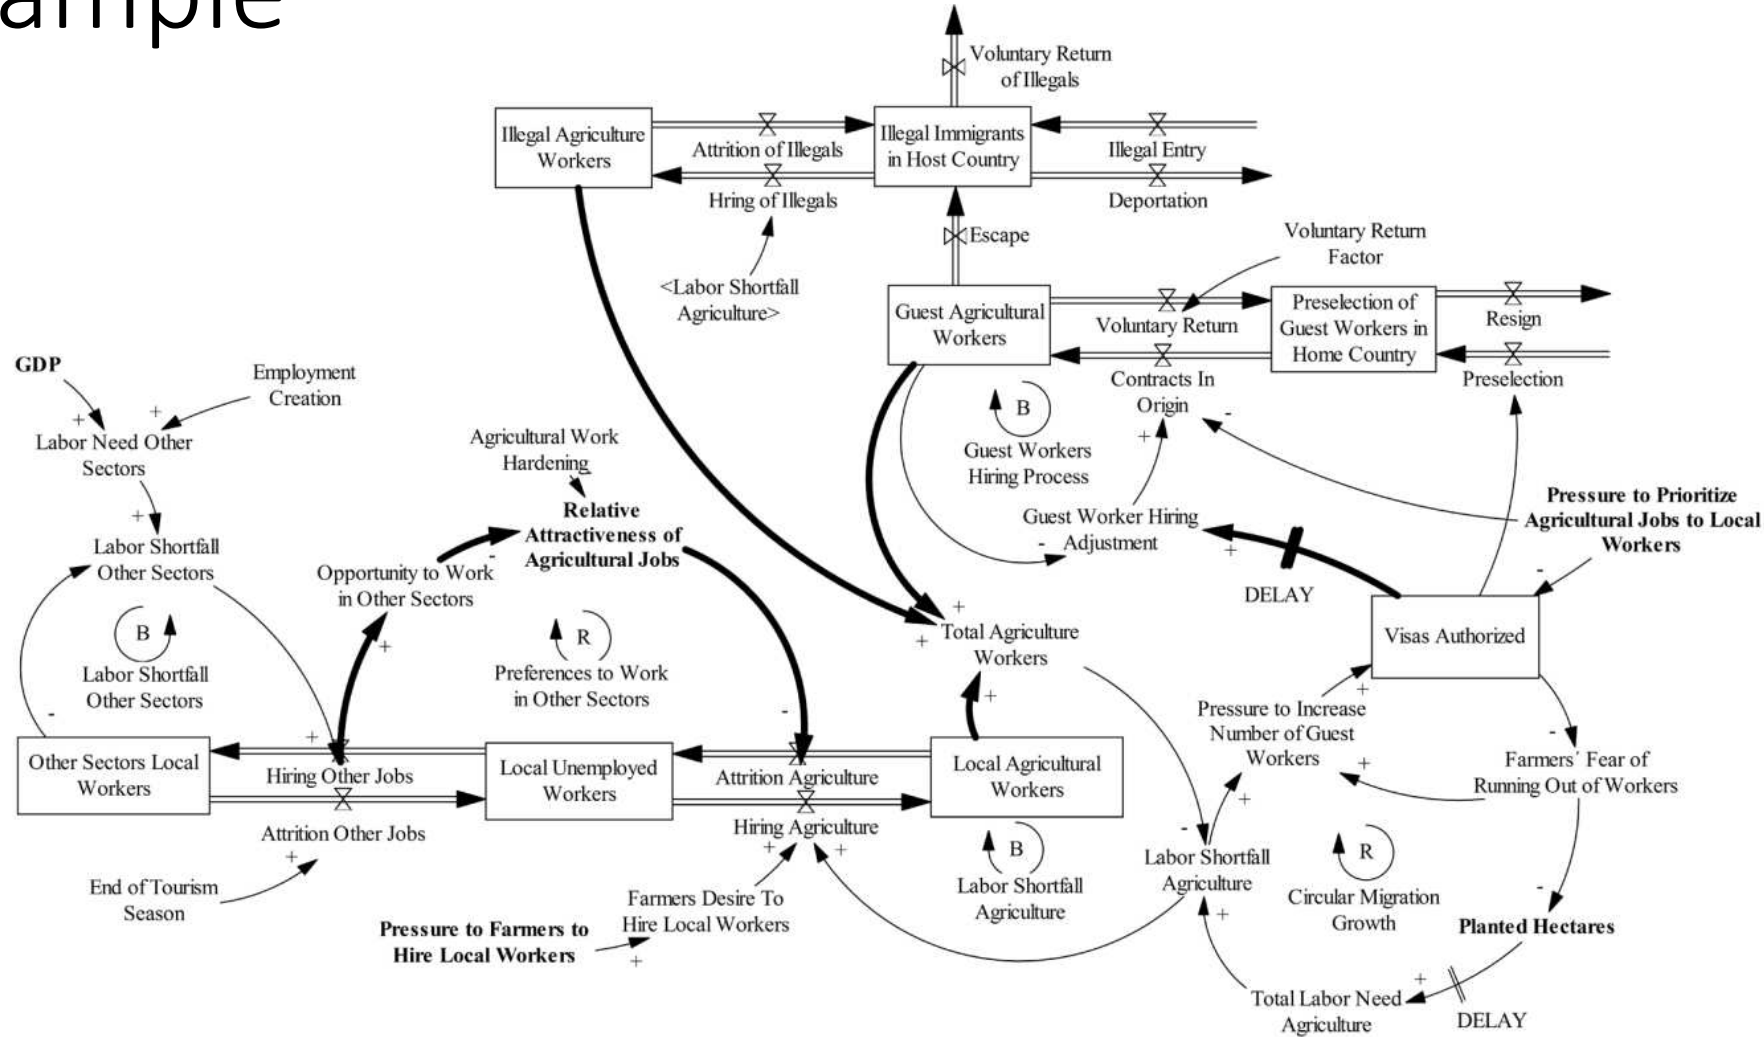 ample
Voluntary Return
of Illegals
Illegal Agriculture
Workers
Attrition of Illegals
Hring of Illegals
Illegal Immigrants
in Host Country
Illegal Entry
Deportation
<Labor Shortfall
Agriculture>
Escape
Voluntary Return
Factor
Guest Agricultural
Workers
Voluntary Return
Contracts In
Origin
Preselection of
Guest Workers in
Home Country
Resign
Preselection
GDP
Employment
Creation
+
+
Labor Need Other
Sectors
+
Labor Shortfall
Other Sectors
B
Labor Shortfall
Other Sectors
-
Agricultural Work
Hardening
Relative
Attractiveness of
Agricultural Jobs
-
Opportunity to Work
in Other Sectors
+
R
Preferences to Work
in Other Sectors
B
Guest Workers
Hiring Process
+
-
Guest Worker Hiring
Adjustment
-
+
DELAY
Pressure to Prioritize
Agricultural Jobs to Local
Workers
-
Visas Authorized
+
+
Total Agriculture
Workers
+
Other Sectors Local
Workers
+
Hiring Other Jobs
Attrition Other Jobs
+
End of Tourism
Season
Local Unemployed
Workers
-
Attrition Agriculture
Hiring Agriculture
+
+
Local Agricultural
Workers
B
Labor Shortfall
Agriculture
Farmers Desire To
Hire Local Workers
Pressure to Farmers to
Hire Local Workers
+
-
Labor Shortfall
Agriculture
+
+
Pressure to Increase
Number of Guest
Workers
+
+
-
Farmers' Fear of
Running Out of Workers
R
Circular Migration
Growth
-
Planted Hectares
+
DELAY
Total Labor Need
Agriculture